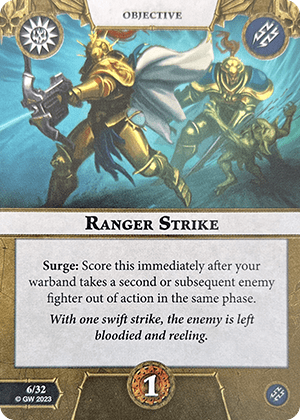 OBJECTIVE
RANGER STRIKE
Surge: Score this immediately after your
warband takes a second or subsequent enemy
fighter out of action in the same phase.
With one swift strike, the enemy is left
bloodied and reeling.
6/32
© GW 2023
1